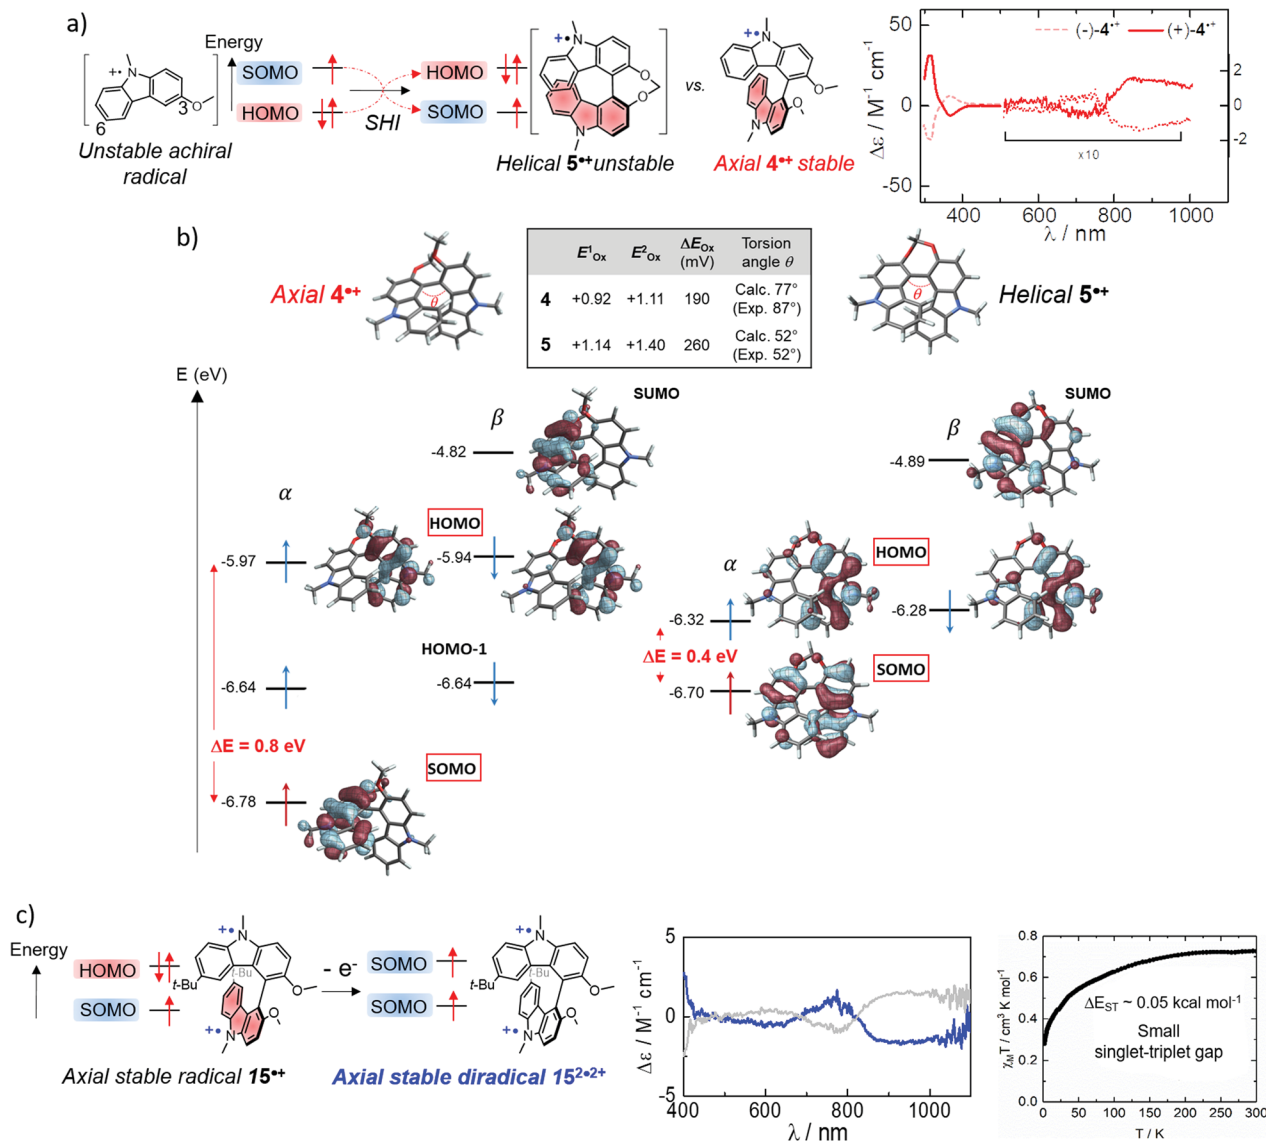 a)
N
+•
3
O
6
Unstable achiral
radical
Energy
SOMO
HOMO
SHI
HOMO
SOMO
+•
N
O
O
N
Helical 5•+ unstable
vs.
+•
N
O
O
N
Axial 4•+ stable
Δε / M-1 cm-1
50
0
-50
(-)-4•+
(+)-4•+
2
1
0
-2
x10
400
600
800
1000
λ / nm
b)
Axial 4•+
θ
E1Ox
E2Ox
ΔEOx (mV)
Torsion angle θ
4
+0.92
+1.11
190
Calc. 77°
(Exp. 87°)
5
+1.14
+1.40
260
Calc. 52°
(Exp. 52°)
θ
Helical 5•+
E (eV)
SUMO
β
-4.82
α
HOMO
-5.97
-5.94
HOMO-1
-6.64
-6.64
ΔE = 0.8 eV
SOMO
-6.78
SUMO
β
-4.89
α
HOMO
-6.32
-6.28
ΔE = 0.4 eV
SOMO
-6.70
c)
Energy
HOMO
SOMO
+•
N
t-Bu
t-Bu
O
O
+•
N
Axial stable radical 15•+
- e-
SOMO
SOMO
+•
N
t-Bu
t-Bu
O
O
+•
N
Axial stable diradical 152•2+
Δε / M-1 cm-1
5
0
-5
400
600
800
1000
λ / nm
χMT / cm3 K mol-1
0.8
0.6
0.4
0.2
0.0
ΔEST ~ 0.05 kcal mol-1
Small
singlet-triplet gap
0
50
100
150
200
250
300
T / K